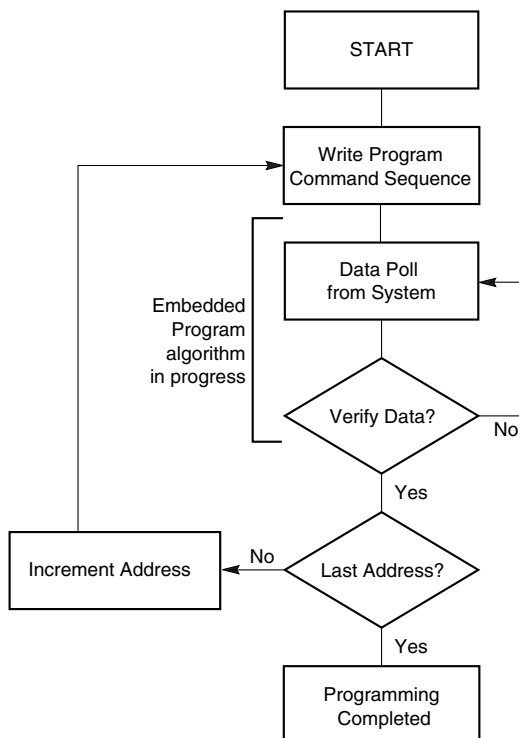 START
Write Program
Command Sequence
Data Poll
from System
Embedded
Program
algorithm
in progress
Verify Data?
No
Yes
Last Address?
No
Increment Address
Yes
Programming
Completed